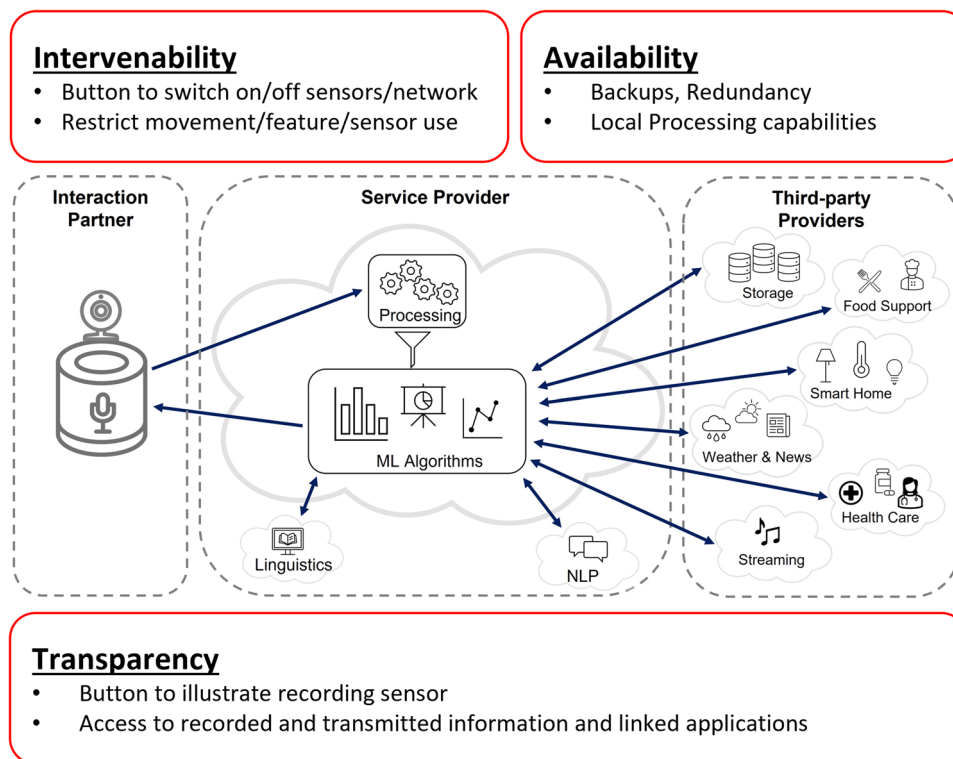 Intervenability
• Button to switch on/off sensors/network
• Restrict movement/feature/sensor use
Availability
• Backups, Redundancy
• Local Processing capabilities
Interaction
Partner
Service Provider
Third-party
Providers
Processing
ML Algorithms
Linguistics
NLP
Storage
Food Support
Smart Home
Weather & News
Health Care
Streaming
Transparency
• Button to illustrate recording sensor
• Access to recorded and transmitted information and linked applications